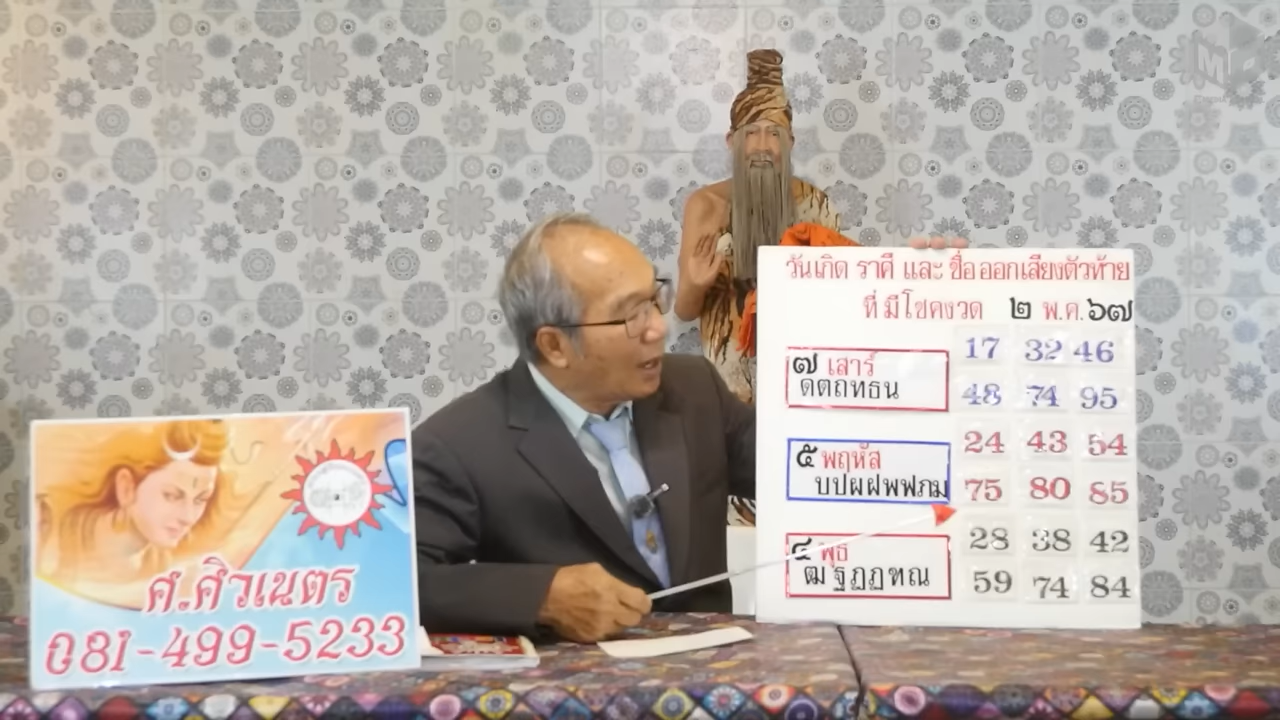 วันเกิด ราศี และ ชื่อออกเสียงตัวท้าย
ที่มีโชคงวด ๒ พ.ค.๖๗
๗ เสาร์
ดตถทธน
17 32 46
48 74 95
๕ พฤหัส
บปผฝพฟภม
24 43 54
75 80 85
๔ พุธ
ฒ ฐฎฏฑณ
28 38 42
59 74 84
ศ.ศิวเนตร
081-499-5233